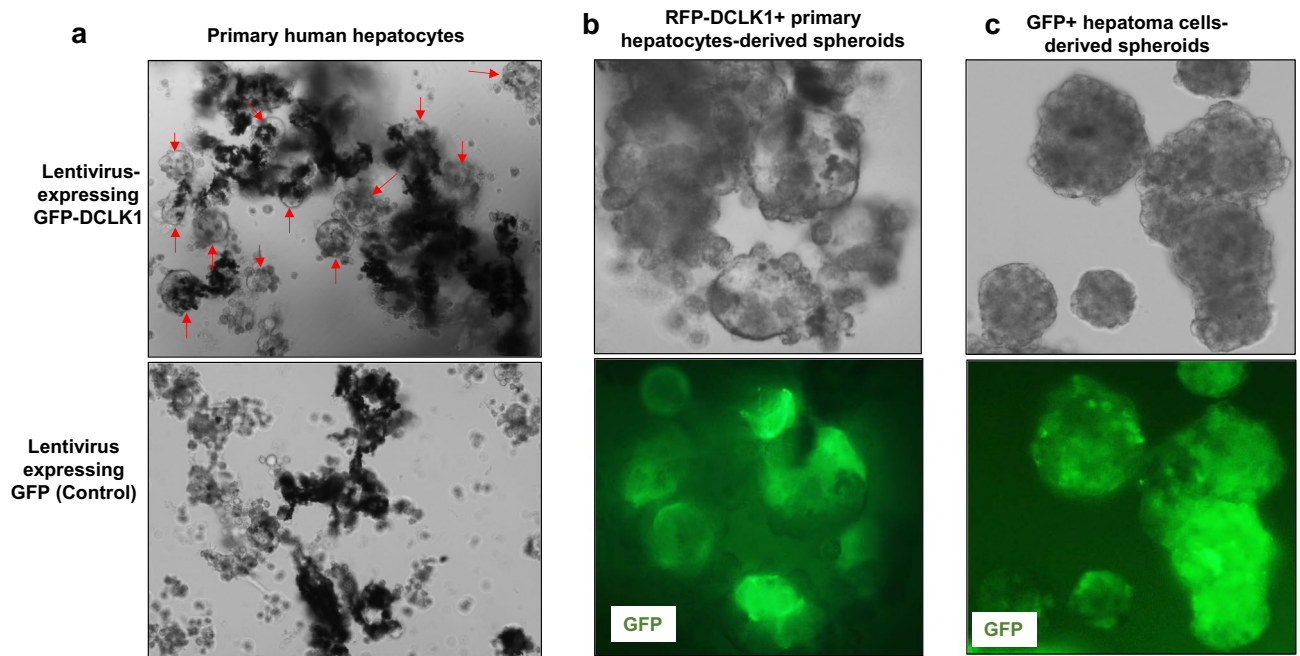 a
Primary human hepatocytes
b
RFP-DCLK1+ primary
hepatocytes-derived spheroids
c
GFP+ hepatoma cells-
derived spheroids
Lentivirus-
expressing
GFP-DCLK1
Lentivirus
expressing
GFP (Control)
GFP
GFP